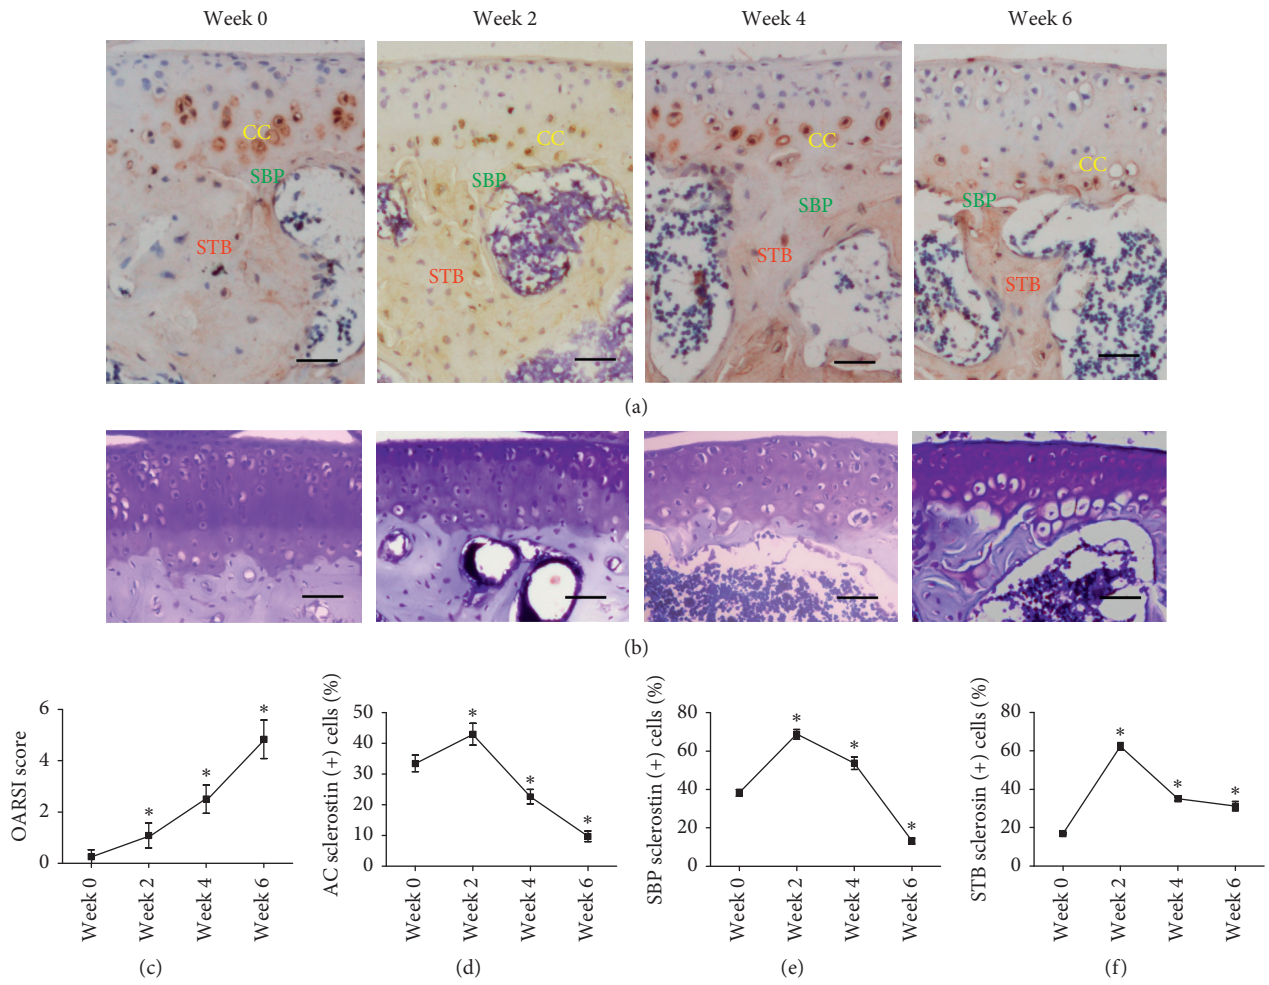 Week 0
Week 2
Week 4
Week 6
CC
SBP
STB
CC
SBP
STB
CC
SBP
STB
CC
SBP
STB
(a)
(b)
OARSI score
6
4
2
0
*
*
*
Week 0
Week 2
Week 4
Week 6
(c)
AC sclerostin (+) cells (%)
50
40
30
20
10
0
*
*
*
Week 0
Week 2
Week 4
Week 6
(d)
SBP sclerostin (+) cells (%)
80
60
40
20
0
*
*
*
Week 0
Week 2
Week 4
Week 6
(e)
STB sclerosin (+) cells (%)
80
60
40
20
0
*
*
*
Week 0
Week 2
Week 4
Week 6
(f)